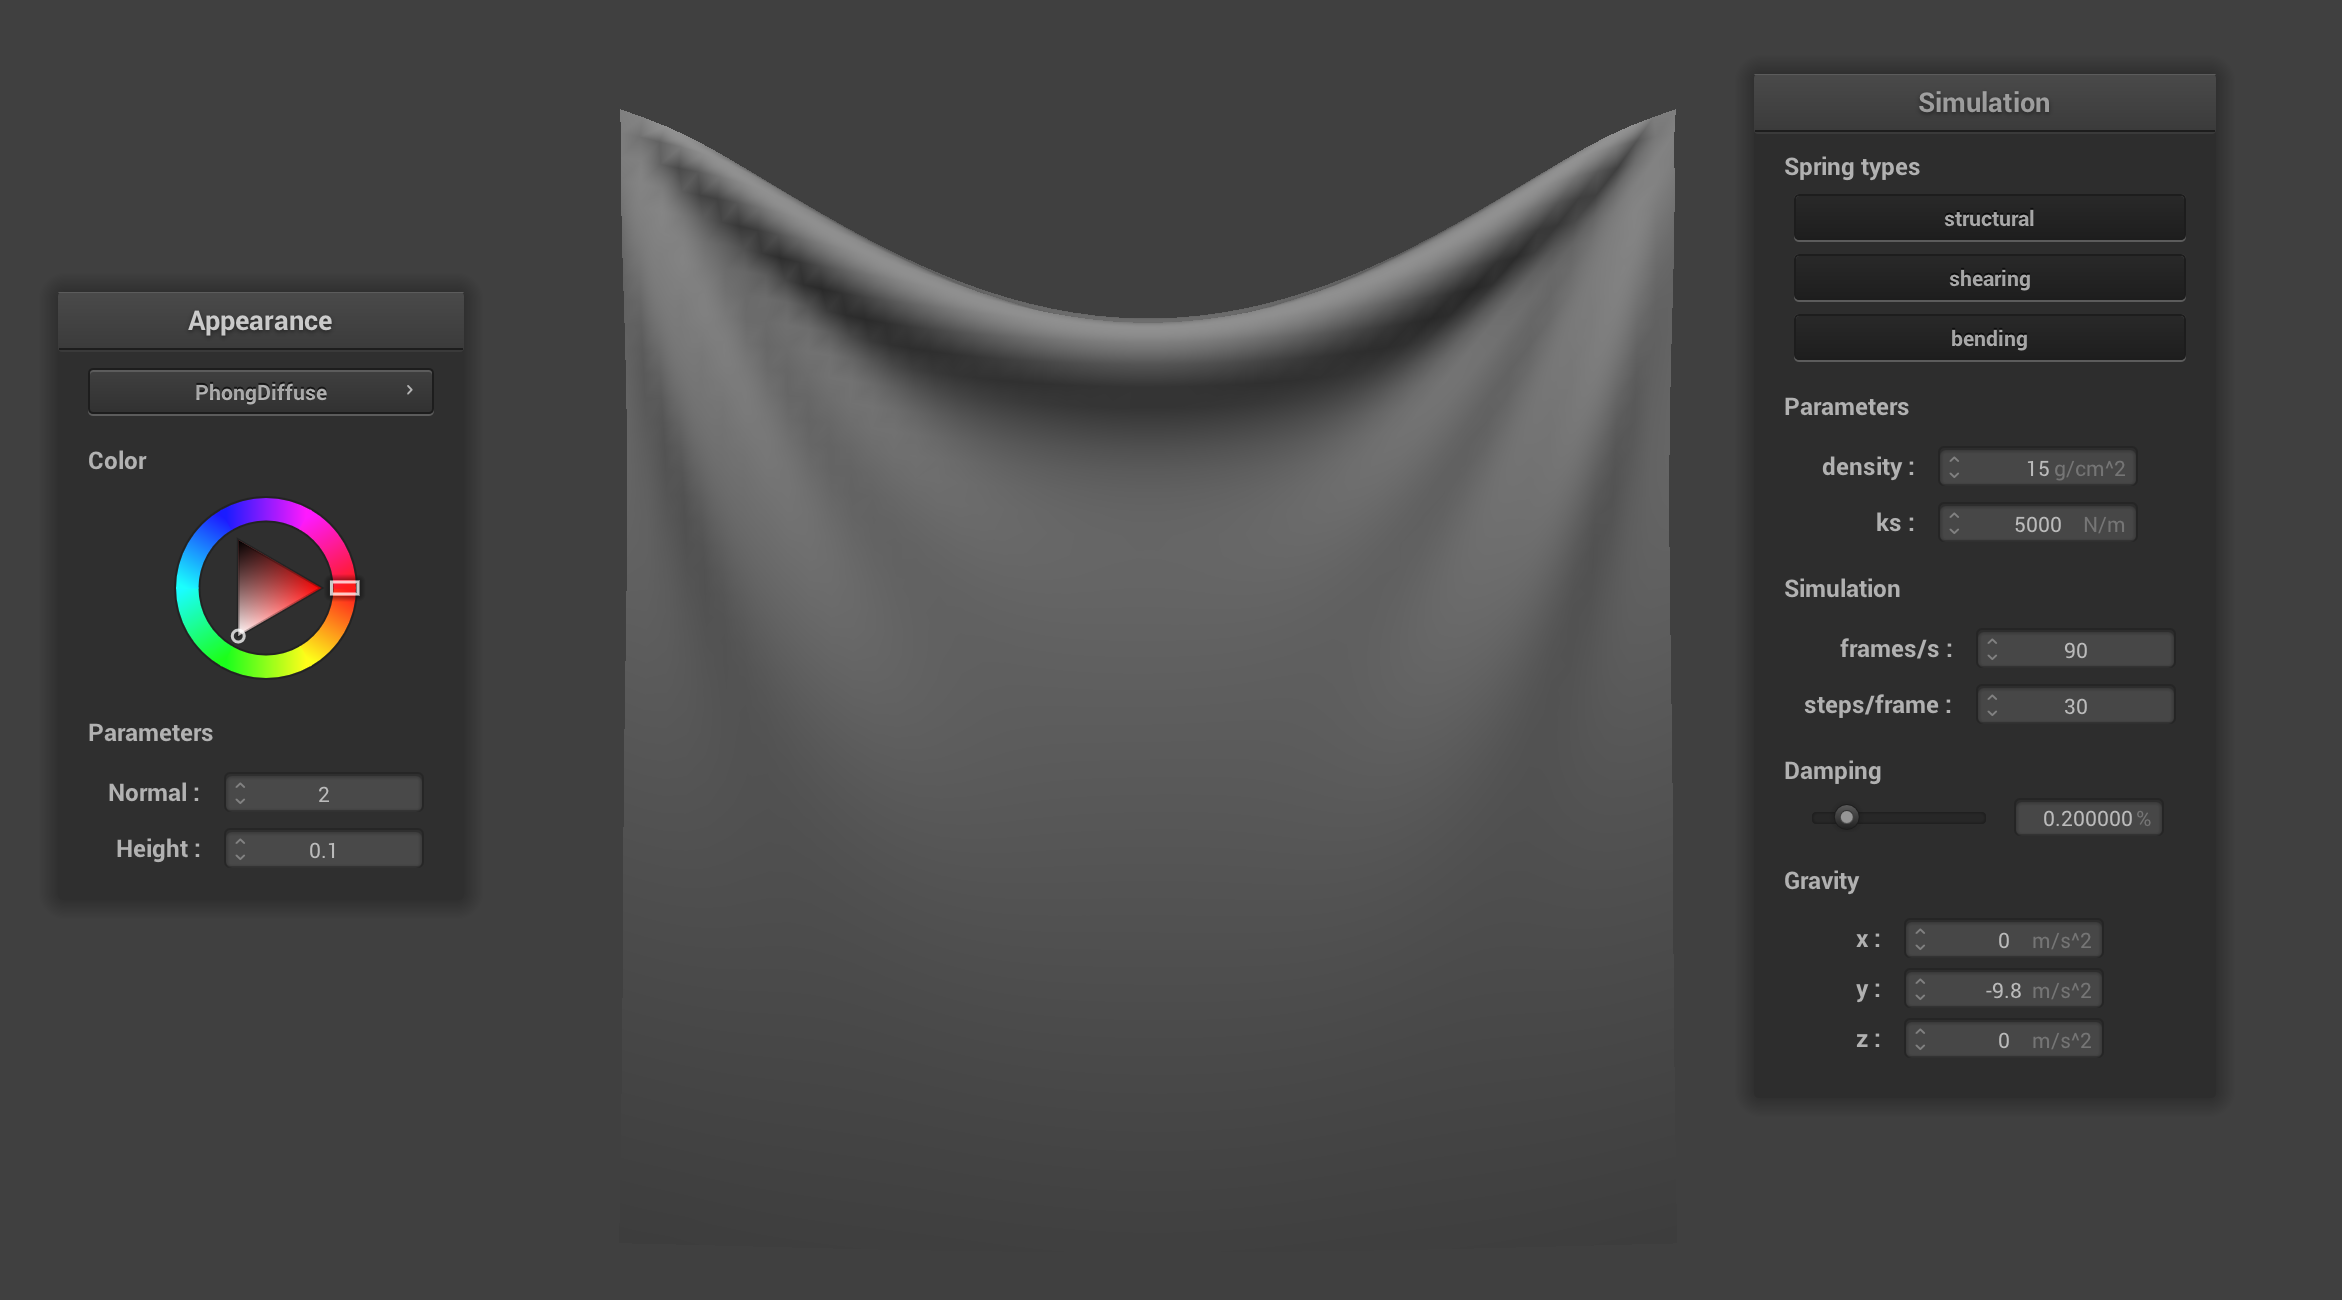 Appearance
PhongDiffuse
Color
Parameters
Normal : 2
Height : 0.1
Simulation
Spring types
structural
shearing
bending
Parameters
density : 15 g/cm^2
ks : 5000 N/m
Simulation
frames/s : 90
steps/frame : 30
Damping
0.200000 %
Gravity
x : 0 m/s^2
y : -9.8 m/s^2
z : 0 m/s^2